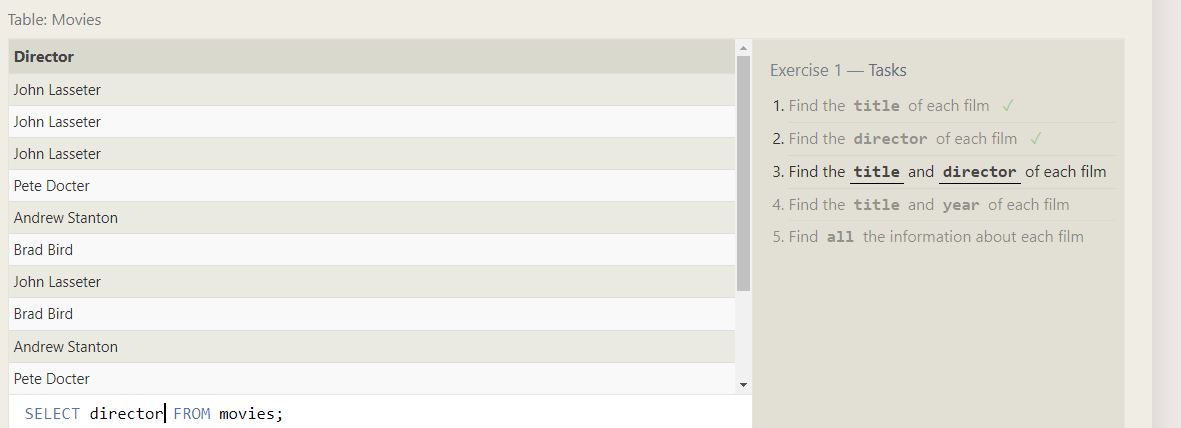 Table: Movies
Director
John Lasseter
John Lasseter
John Lasseter
Pete Docter
Andrew Stanton
Brad Bird
John Lasseter
Brad Bird
Andrew Stanton
Pete Docter
SELECT director FROM movies;
Exercise 1 — Tasks
1. Find the title of each film ✓
2. Find the director of each film ✓
3. Find the title and director of each film
4. Find the title and year of each film
5. Find all the information about each film